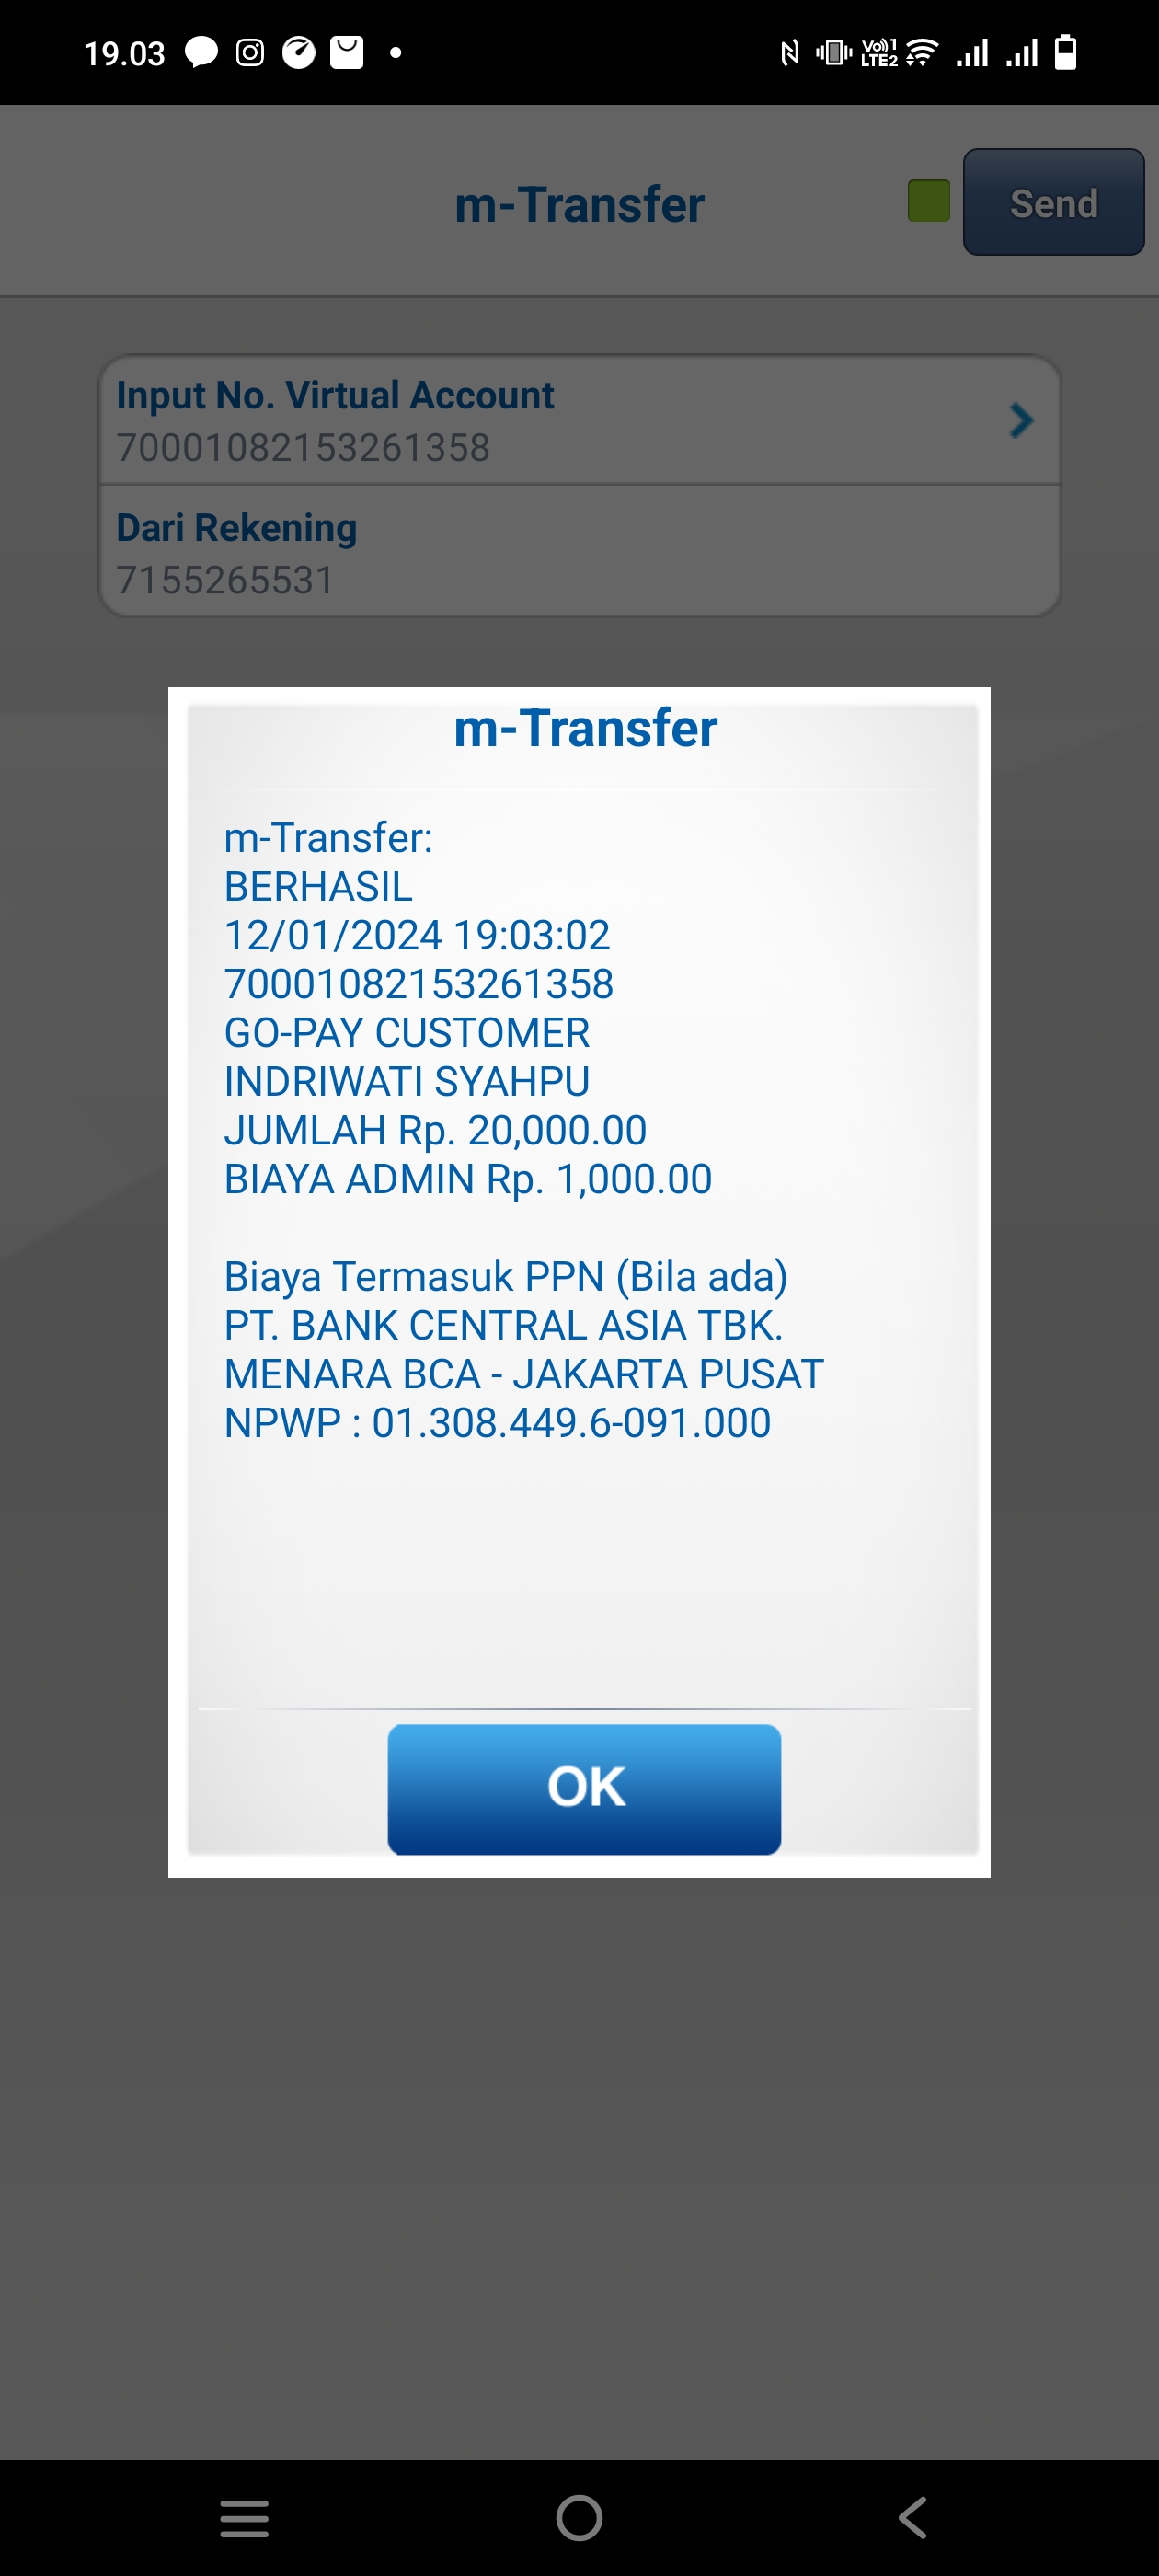 19.03
Vo))1
LTE2
m-Transfer
Send
Input No. Virtual Account
70001082153261358
Dari Rekening
7155265531
m-Transfer
m-Transfer:
BERHASIL
12/01/2024 19:03:02
70001082153261358
GO-PAY CUSTOMER
INDRIWATI SYAHPU
JUMLAH Rp. 20,000.00
BIAYA ADMIN Rp. 1,000.00
Biaya Termasuk PPN (Bila ada)
PT. BANK CENTRAL ASIA TBK.
MENARA BCA - JAKARTA PUSAT
NPWP : 01.308.449.6-091.000
OK